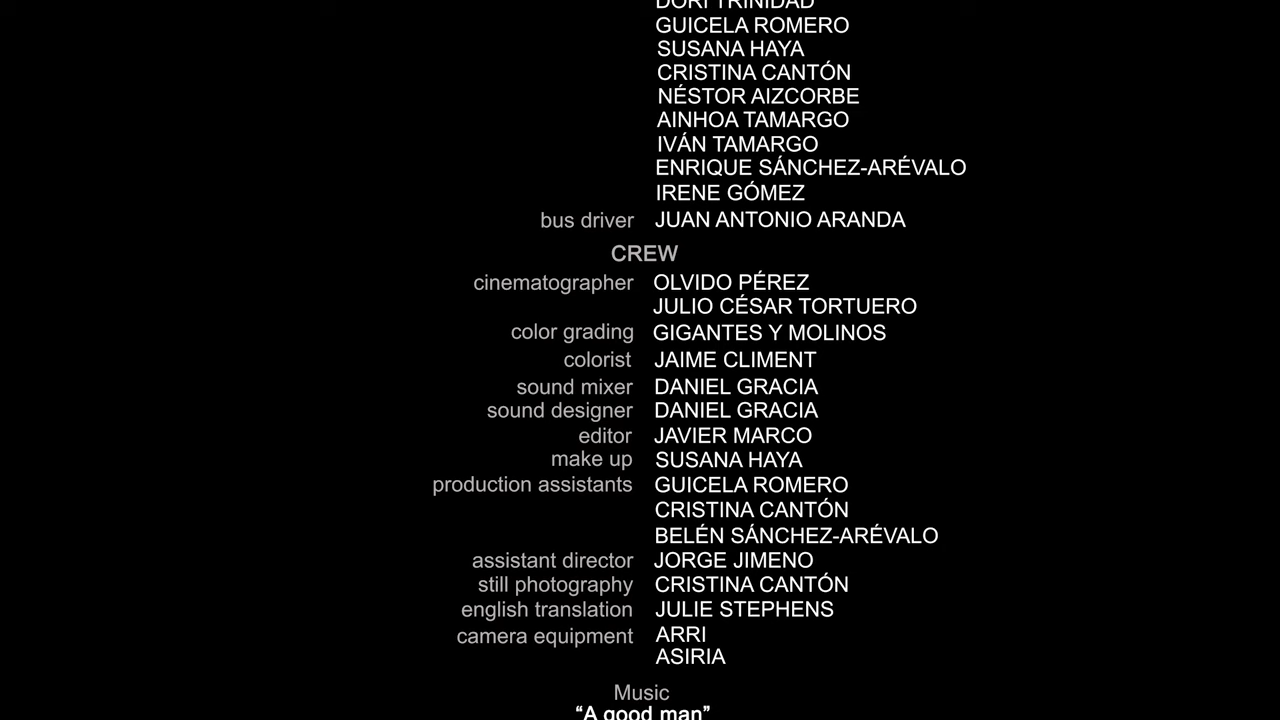 DORI TRINIDAD
GUICELA ROMERO
SUSANA HAYA
CRISTINA CANTÓN
NÉSTOR AIZCORBE
AINHOA TAMARGO
IVÁN TAMARGO
ENRIQUE SÁNCHEZ-ARÉVALO
IRENE GÓMEZ
bus driver JUAN ANTONIO ARANDA
CREW
cinematographer OLVIDO PÉREZ
JULIO CÉSAR TORTUERO
color grading GIGANTES Y MOLINOS
colorist JAIME CLIMENT
sound mixer DANIEL GRACIA
sound designer DANIEL GRACIA
editor JAVIER MARCO
make up SUSANA HAYA
production assistants GUICELA ROMERO
CRISTINA CANTÓN
BELÉN SÁNCHEZ-ARÉVALO
assistant director JORGE JIMENO
still photography CRISTINA CANTÓN
english translation JULIE STEPHENS
camera equipment ARRI
ASIRIA
Music
“A good man”